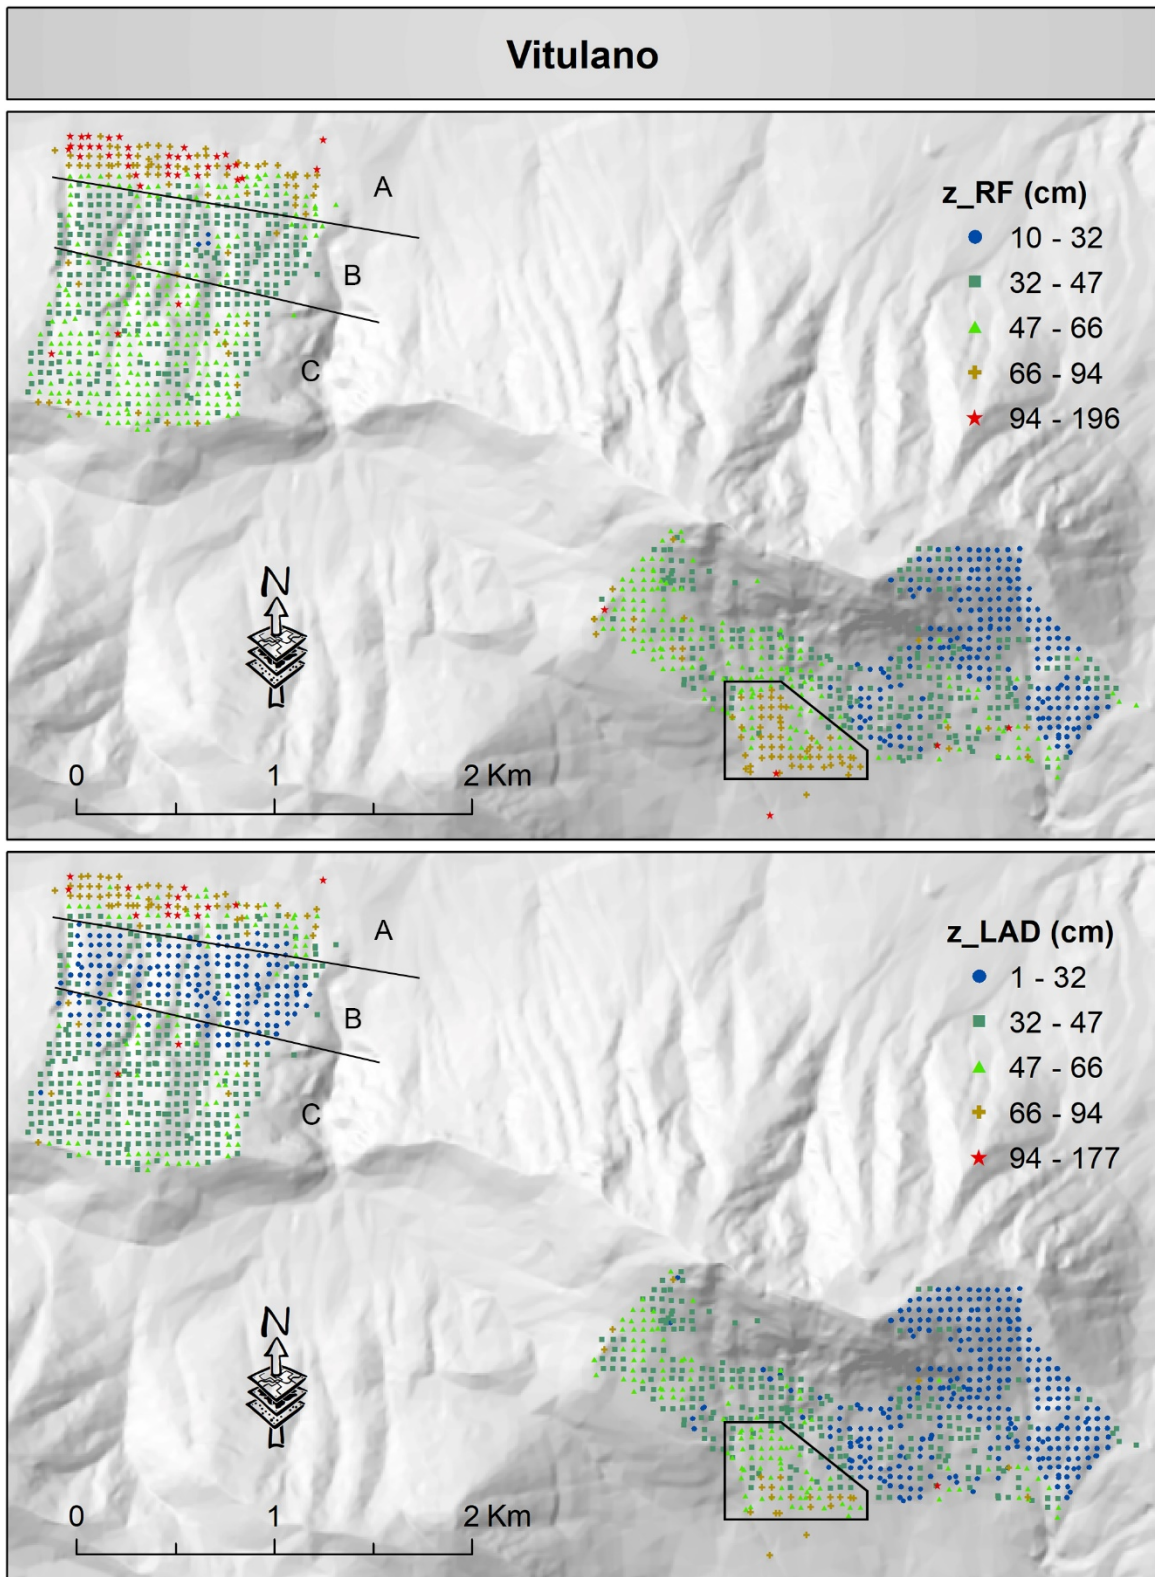 Vitulano
A
B
C
z_RF (cm)
10 - 32
32 - 47
47 - 66
66 - 94
94 - 196
N
0 1 2 Km
A
B
C
z_LAD (cm)
1 - 32
32 - 47
47 - 66
66 - 94
94 - 177
N
0 1 2 Km